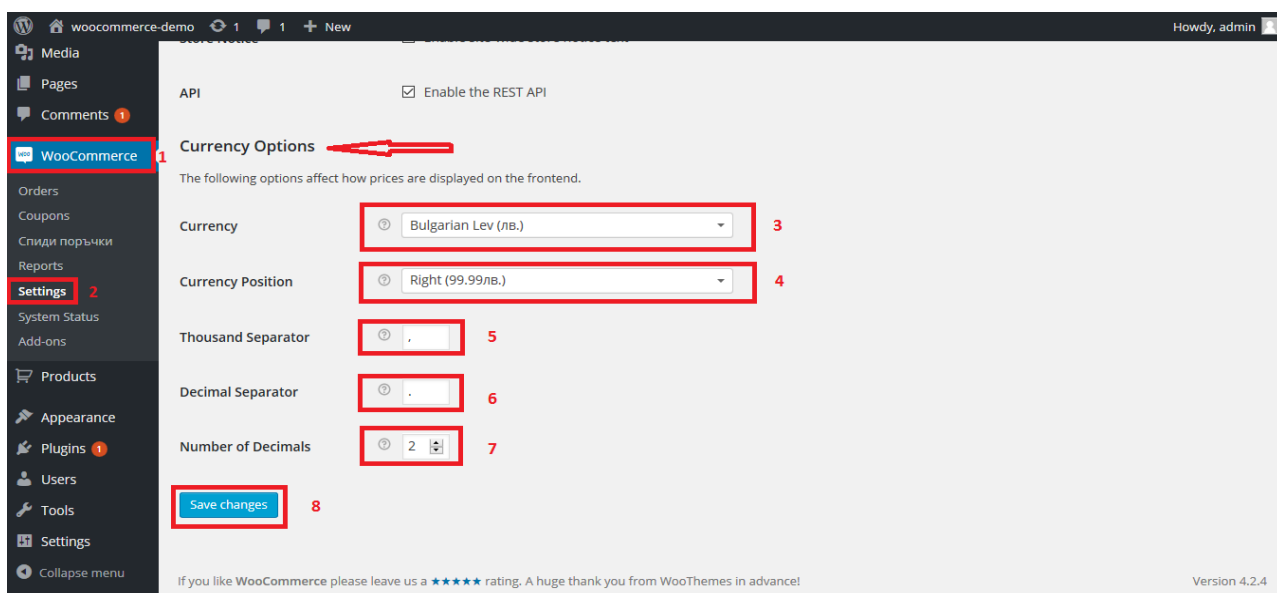 woocommerce-demo 1 1 + New Howdy, admin
Media
Pages
Comments 1
WooCommerce 1
Orders
Coupons
Спиди поръчки
Reports
Settings 2
System Status
Add-ons
Products
Appearance
Plugins 1
Users
Tools
Settings
Collapse menu
API Enable the REST API
Currency Options
The following options affect how prices are displayed on the frontend.
Currency Bulgarian Lev (лв.) 3
Currency Position Right (99.99лв.) 4
Thousand Separator , 5
Decimal Separator . 6
Number of Decimals 2 7
Save changes 8
If you like WooCommerce please leave us a ★★★★★ rating. A huge thank you from WooThemes in advance! Version 4.2.4